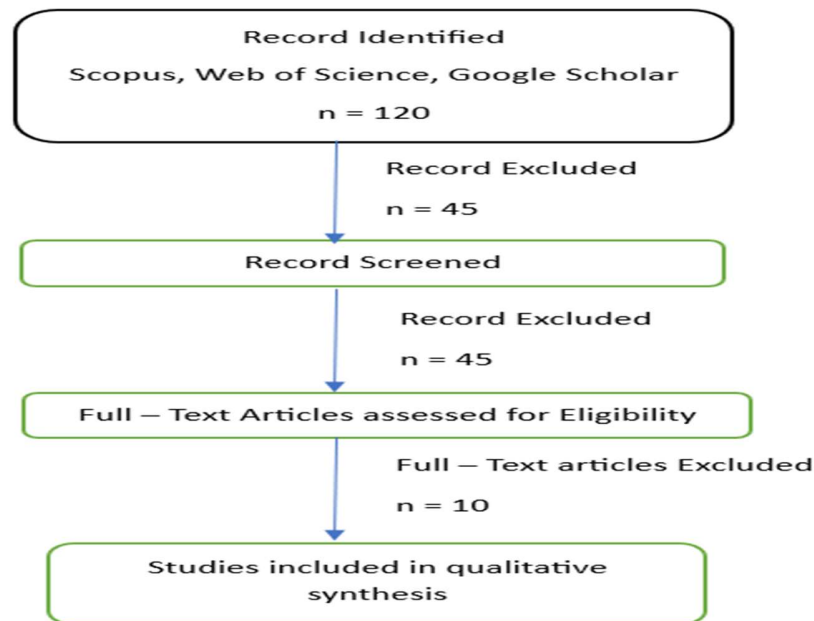 Record Identified
Scopus, Web of Science, Google Scholar
n = 120
Record Excluded
n = 45
Record Screened
Record Excluded
n = 45
Full – Text Articles assessed for Eligibility
Full – Text articles Excluded
n = 10
Studies included in qualitative
synthesis